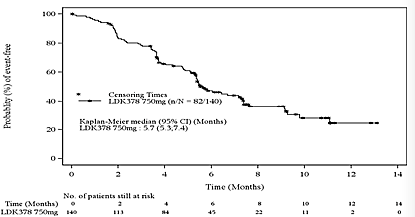 100
80
60
40
20
0
Probability (%) of event-free
Censoring Times
LDK378 750mg (n/N = 82/140)
Kaplan-Meier median (95% CI) (Months)
LDK378 750mg : 5.7 (5.3,7.4)
0 2 4 6 8 10 12 14
Time (Months)
No. of patients still at risk
Time (Months) 0 2 4 6 8 10 12 14
LDK378 750mg 140 113 84 45 22 11 2 0